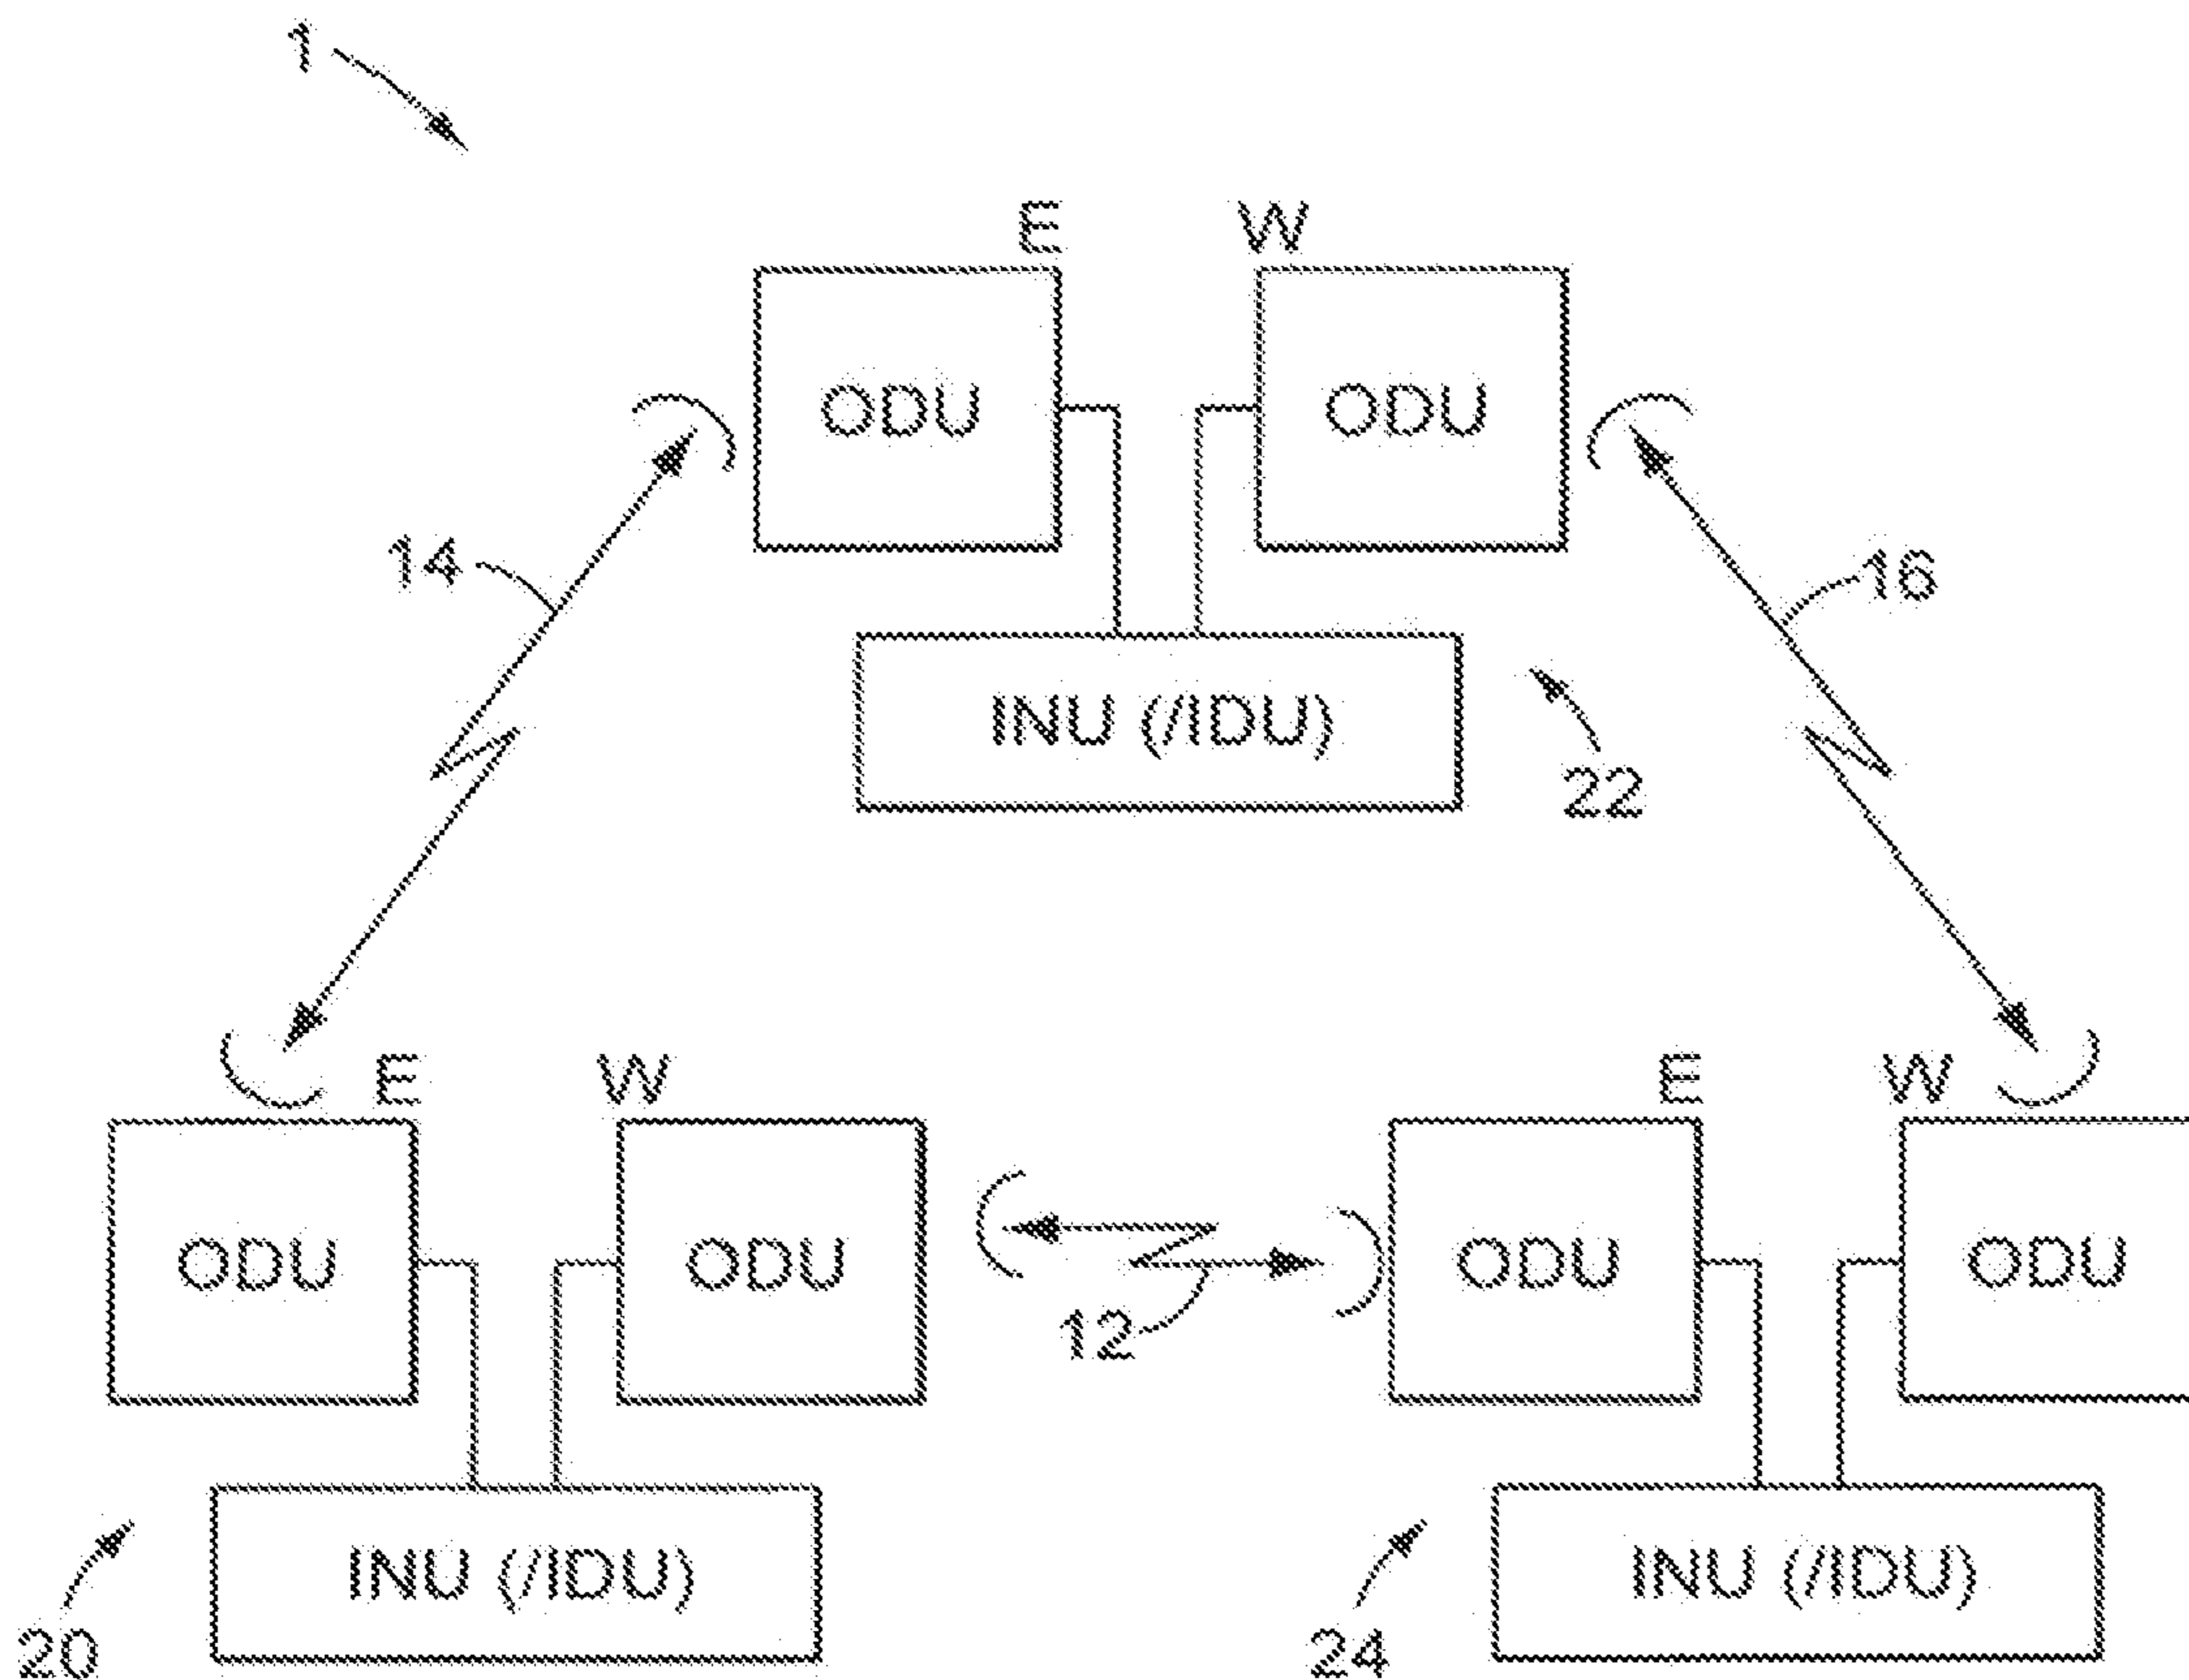 1
E W
ODU ODU
14
16
INU (/IDU)
22
E W
E W
ODU ODU
ODU ODU
12
INU (/IDU)
INU (/IDU)
20
24